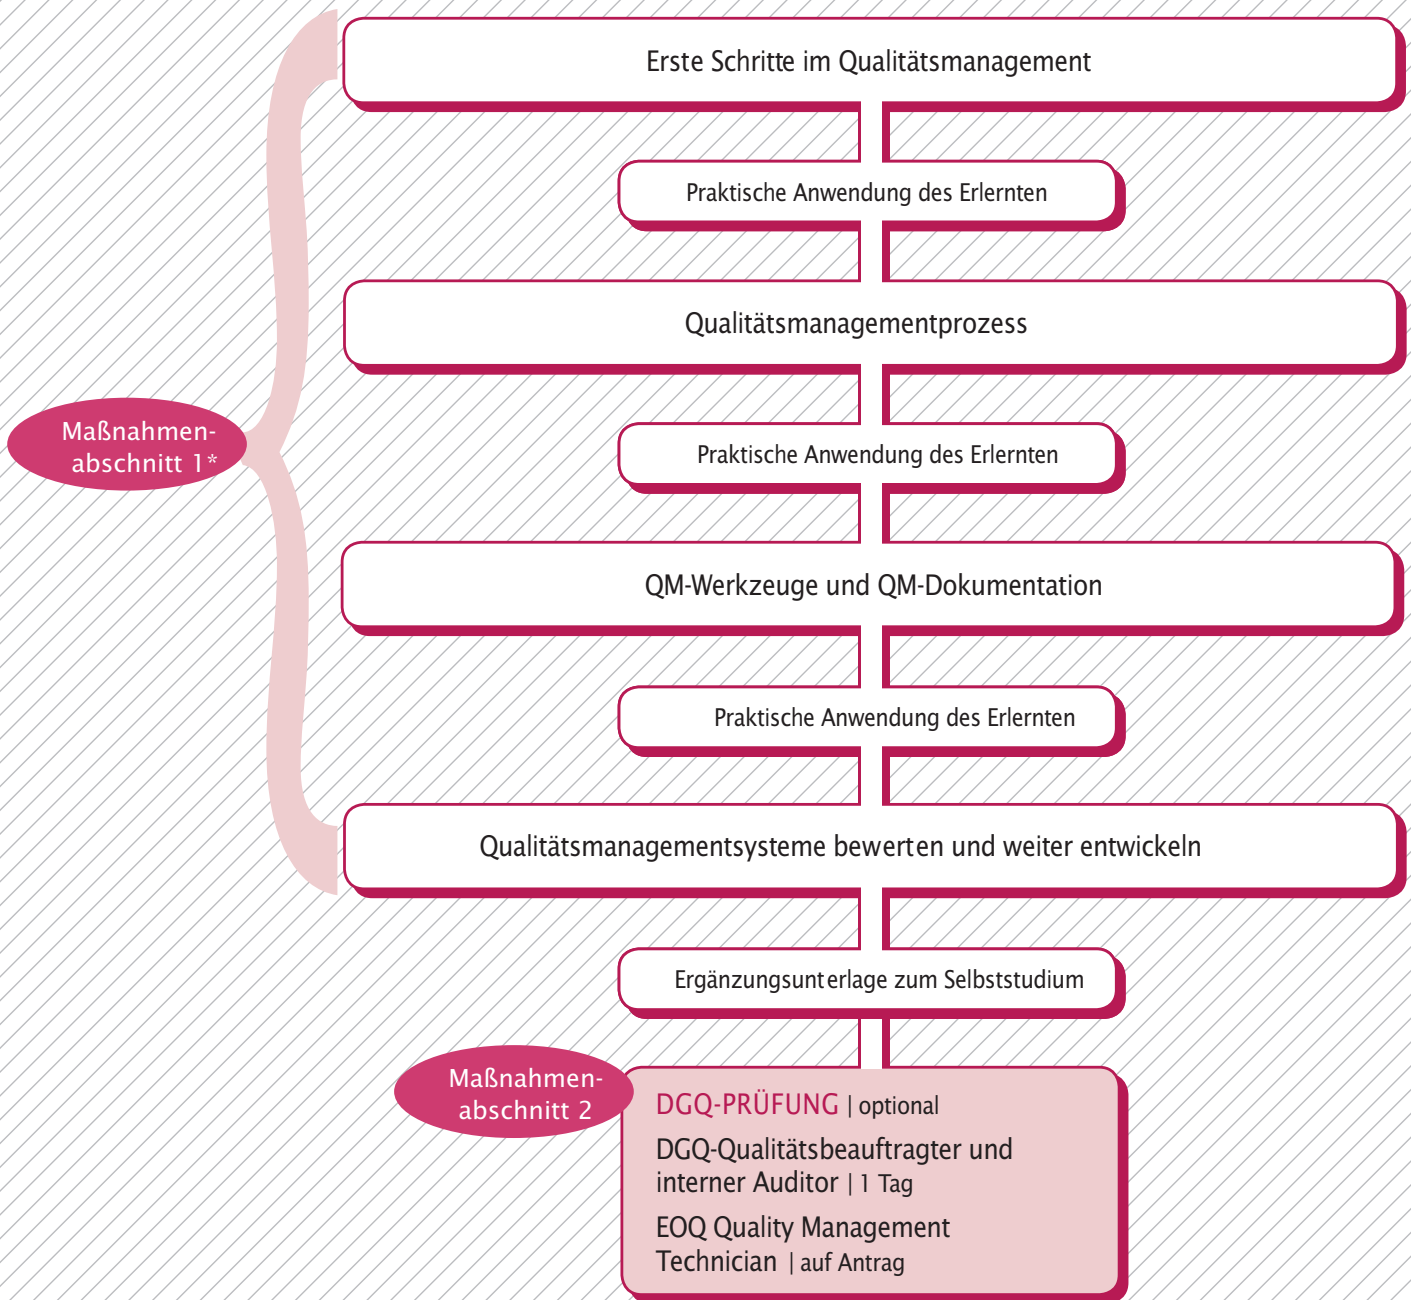 Erste Schritte im Qualitätsmanagement
Praktische Anwendung des Erlernten
Qualitätsmanagementprozess
Maßnahmen-
abschnitt 1*
Praktische Anwendung des Erlernten
QM-Werkzeuge und QM-Dokumentation
Praktische Anwendung des Erlernten
Qualitätsmanagementsysteme bewerten und weiter entwickeln
Ergänzungsunterlage zum Selbststudium
Maßnahmen-
abschnitt 2
DGQ-PRÜFUNG | optional
DGQ-Qualitätsbeauftragter und
interner Auditor | 1 Tag
EOQ Quality Management
Technician | auf Antrag